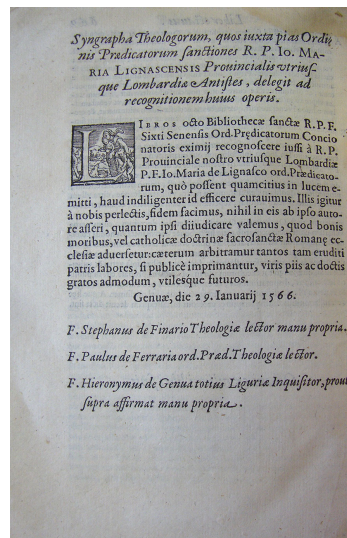 Syngrapha Theologorum, quos iuxta pias Ordi
nis Prædicatorum sanctiones R. P. Io. MA-
RIA LIGNASCENSIS Prouincialis vtrius̃-
que Lombardiæ Antistes, delegit ad
recognitionem huius operis.
LIBROS octo Bibliothecæ sanctæ R. P. F.
Sixti Senensis Ord. Prędicatorum Concio
natoris eximij recognoscere iussi à R. P.
Prouinciale nostro vtriusque Lombardiæ
P. F. Io. Maria de Lignasco ord. Prædicato-
rum, quò possent quamcitius in lucem e-
mitti, haud indiligenter id efficere curauimus. Illis igitur
à nobis perlectis, fidem facimus, nihil in eis ab ipso auto-
re asseri, quantum ipsi diiudicare valemus, quod bonis
moribus, vel catholicæ doctrinæ sacrosanctæ Romanę ec-
clesiæ aduersetur: cæterum arbitramur tantos tam eruditi
patris labores, si publicè imprimantur, viris piis ac doctis
gratos admodum, vtilesque futuros.
Genuæ, die 29. Ianuarij 1566.
F. Stephanus de Finario Theologiæ lector manu propria.
F. Paulus de Ferraria ord. Præd. Theologiæ lector.
F. Hieronymus de Genua totius Liguriæ Inquisitor, prout
supra affirmat manu propria.